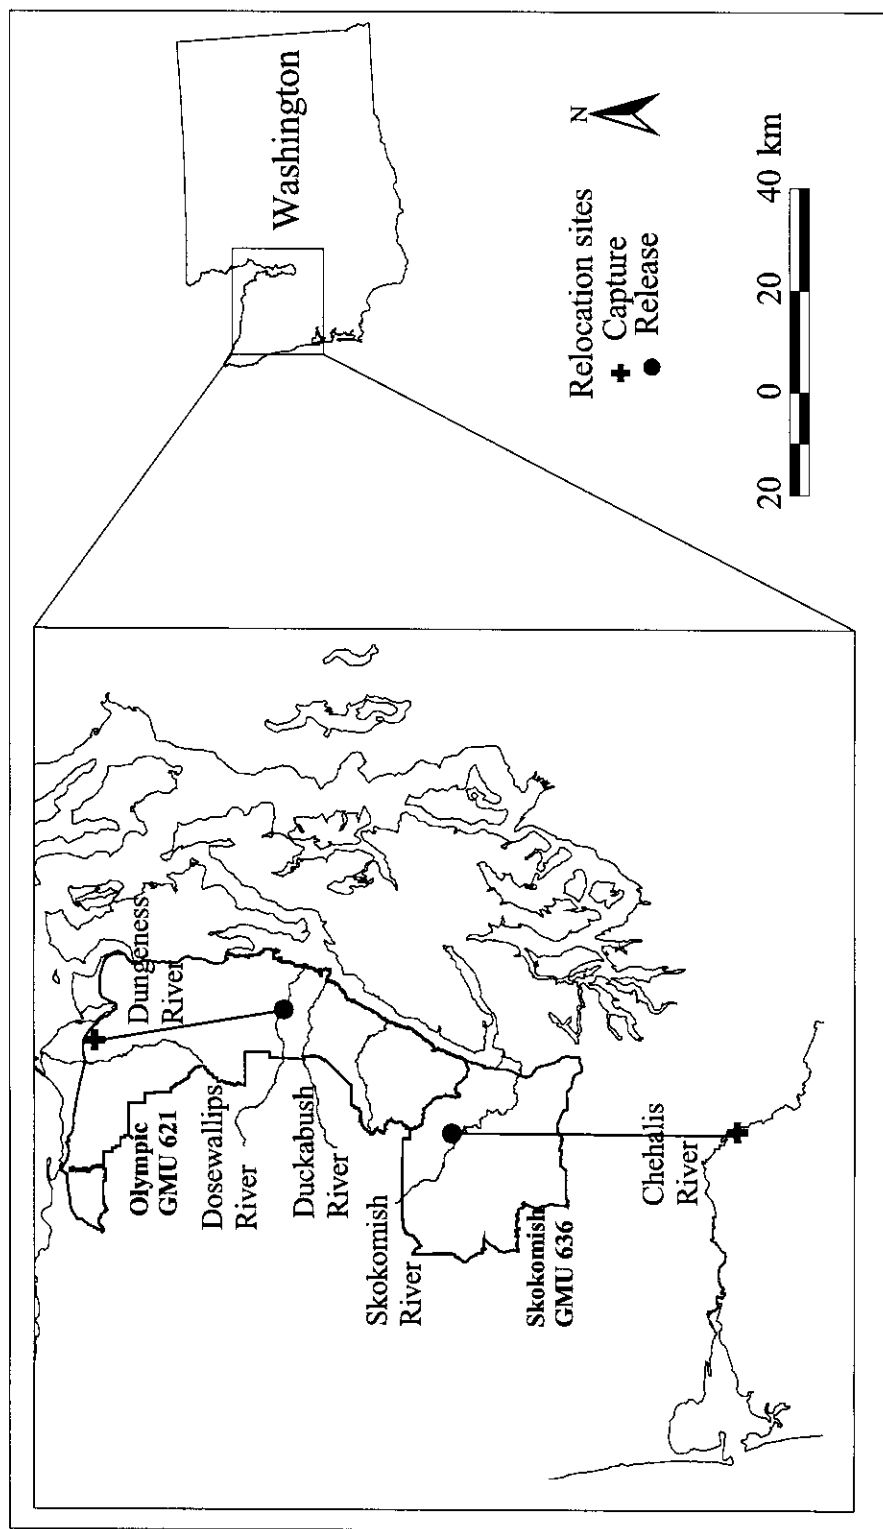 Washington
N
Relocation sites
Capture
Release
20 0 20 40 km
Dungeness
River
Olympic
GMU 621
Dosewallips
River
Duckabush
River
Skokomish
River
Skokomish
GMU 636
Chehalis
River